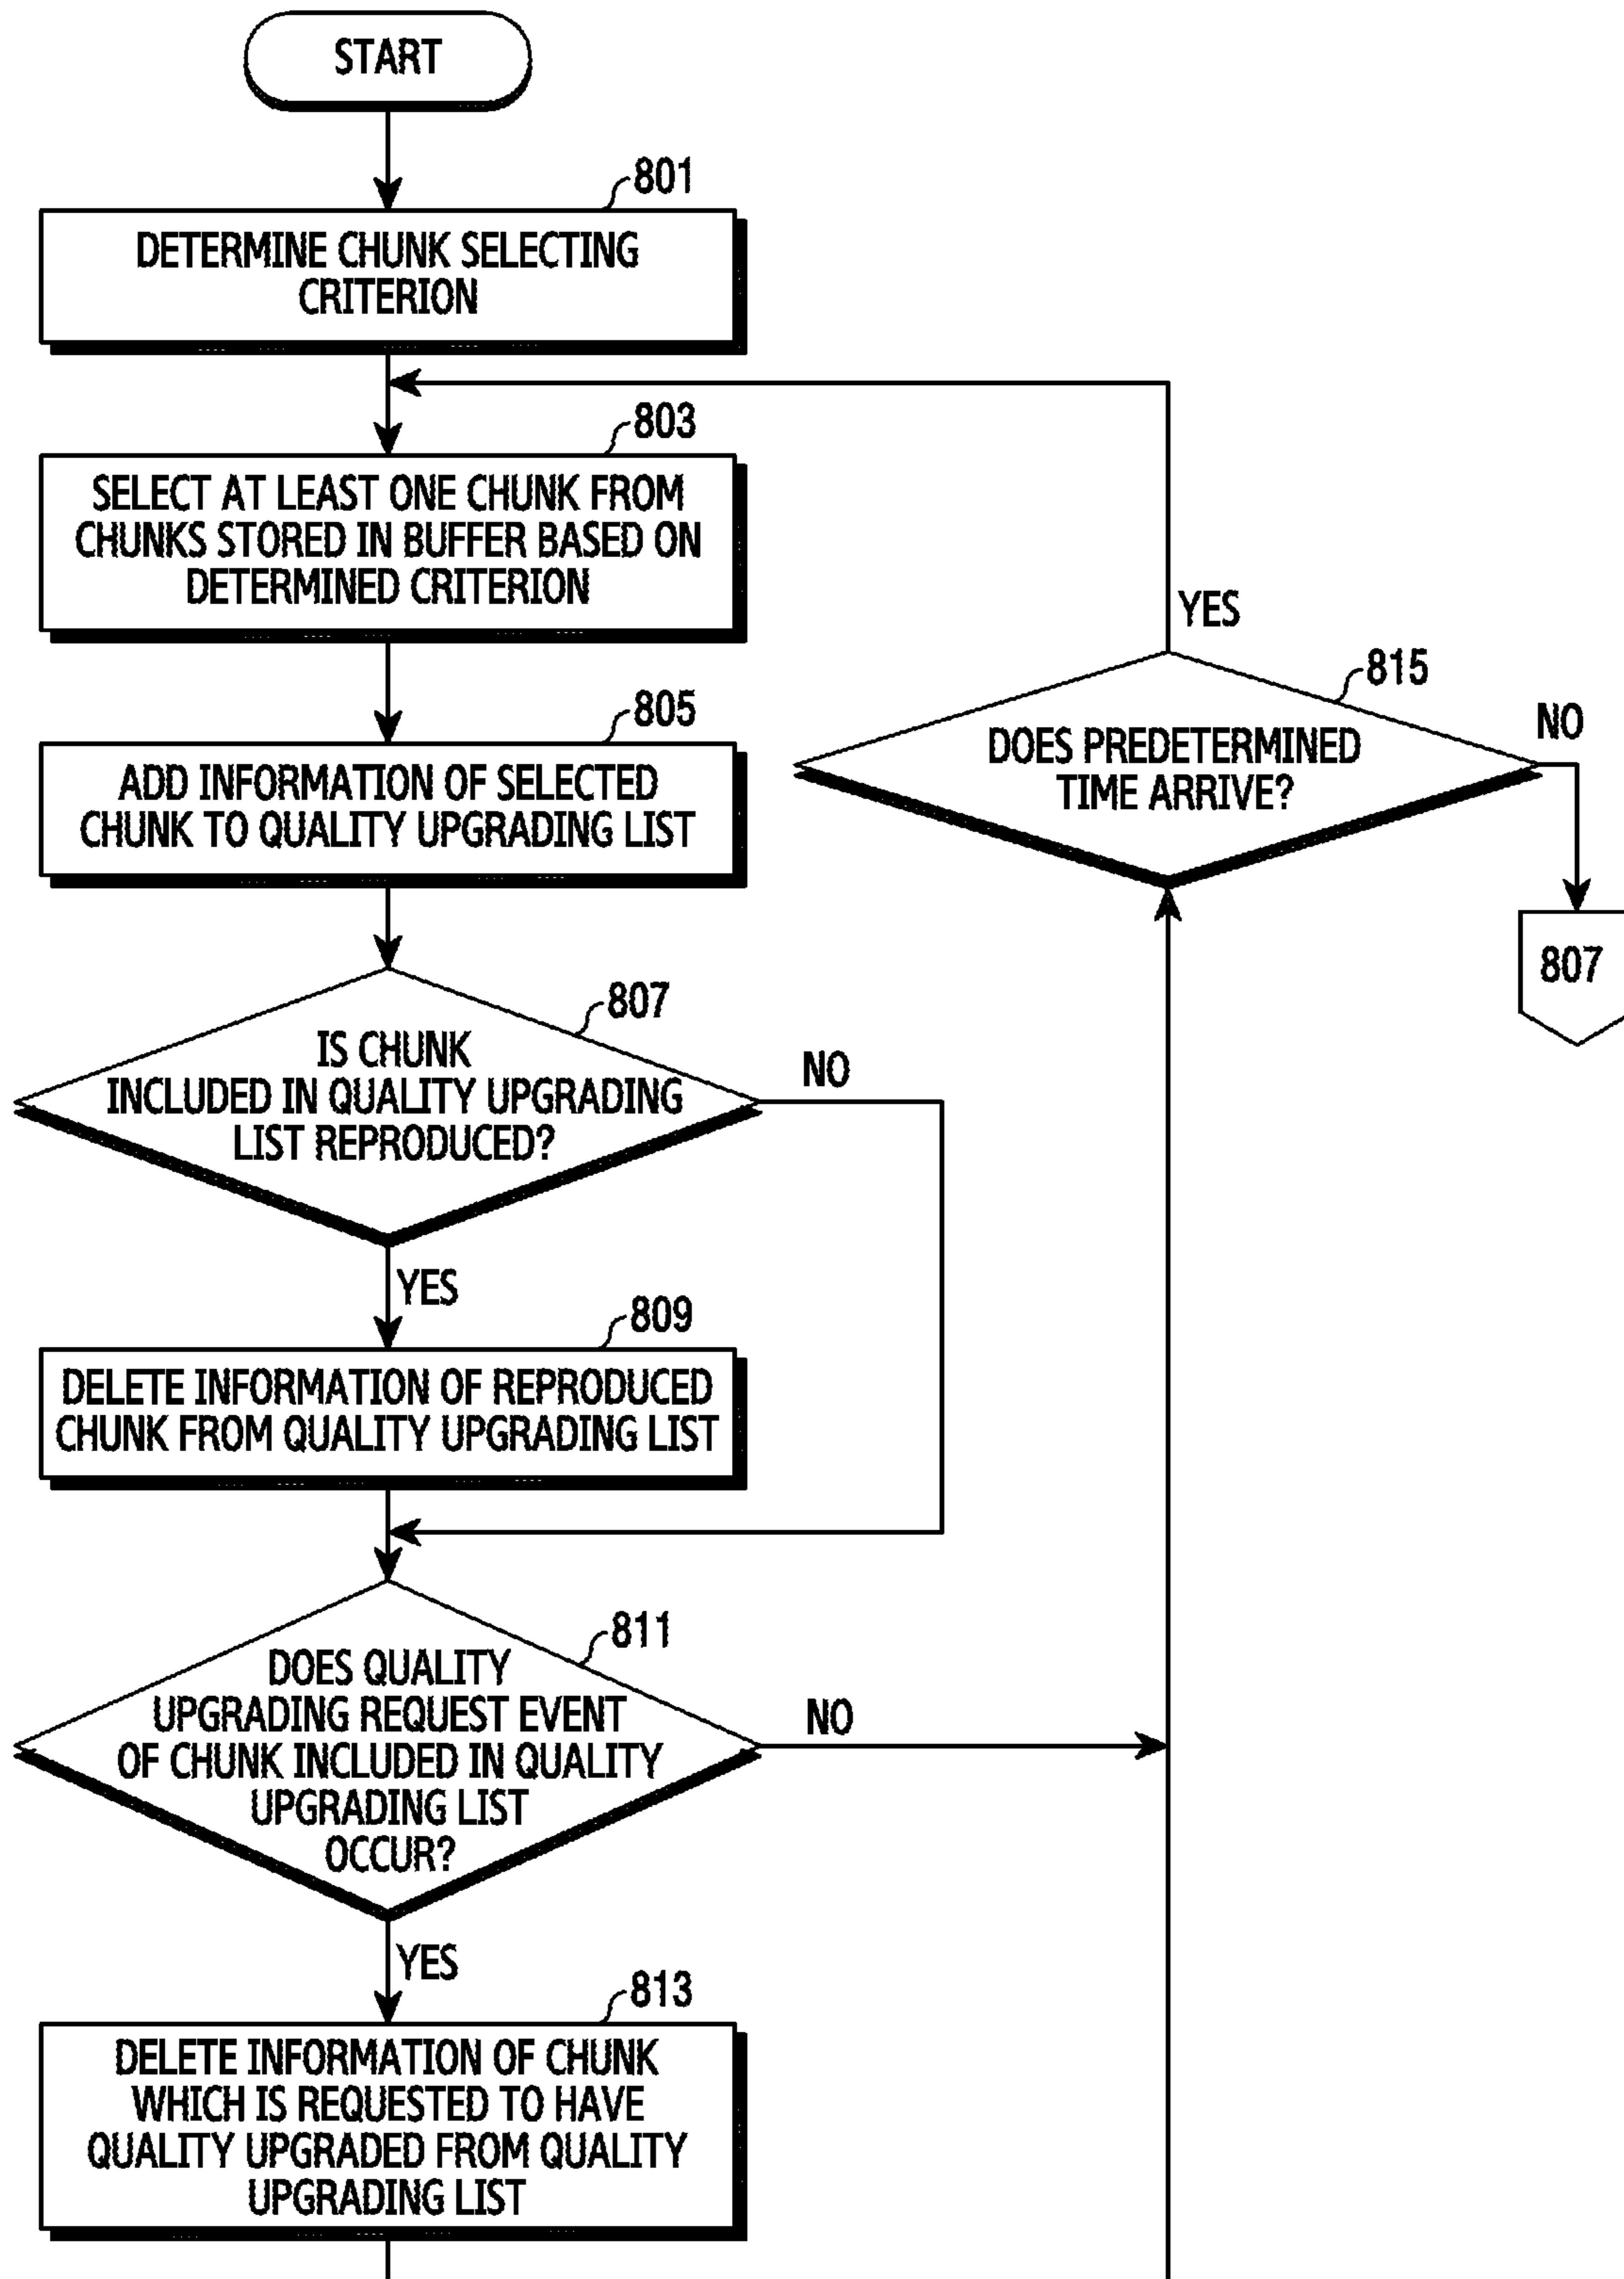 START
801
DETERMINE CHUNK SELECTING
CRITERION
803
SELECT AT LEAST ONE CHUNK FROM
CHUNKS STORED IN BUFFER BASED ON
DETERMINED CRITERION
805
ADD INFORMATION OF SELECTED
CHUNK TO QUALITY UPGRADING LIST
807
IS CHUNK
INCLUDED IN QUALITY UPGRADING
LIST REPRODUCED?
NO
YES
809
DELETE INFORMATION OF REPRODUCED
CHUNK FROM QUALITY UPGRADING LIST
811
DOES QUALITY
UPGRADING REQUEST EVENT
OF CHUNK INCLUDED IN QUALITY
UPGRADING LIST
OCCUR?
NO
YES
813
DELETE INFORMATION OF CHUNK
WHICH IS REQUESTED TO HAVE
QUALITY UPGRADED FROM QUALITY
UPGRADING LIST
YES
815
DOES PREDETERMINED
TIME ARRIVE?
NO
807